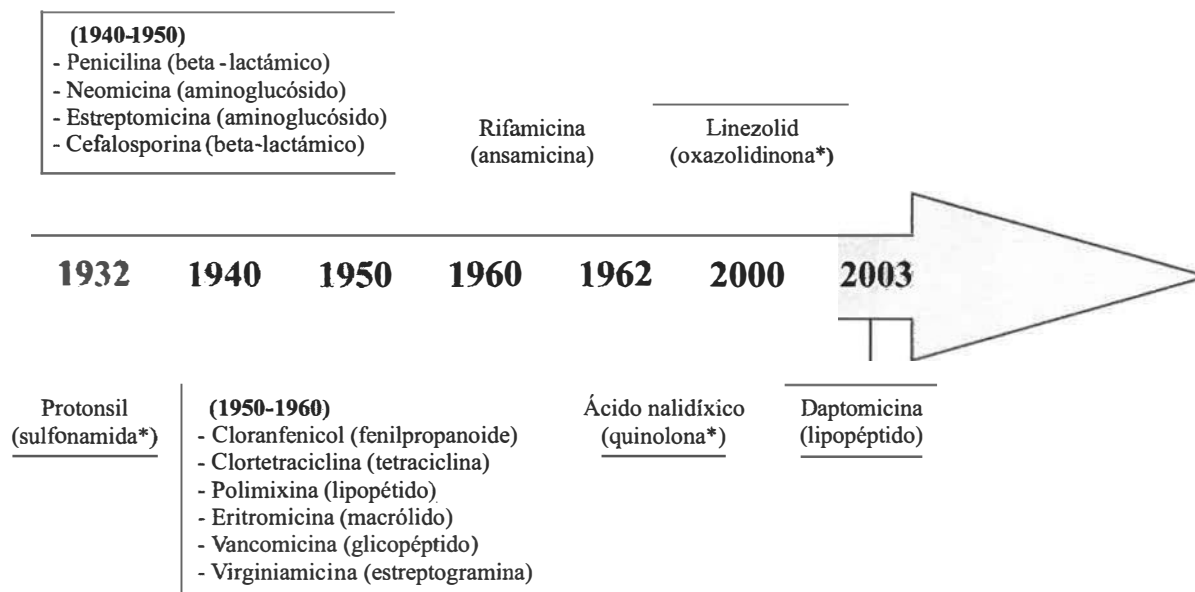 (1940-1950)
- Penicilina (beta-lactámico)
- Neomicina (aminoglucósido)
- Estreptomicina (aminoglucósido)
- Cefalosporina (beta-lactámico)
Rifamicina
(ansamicina)
Linezolid
(oxazolidinona*)
1932 1940 1950 1960 1962 2000 2003
Protonsil
(sulfonamida*)
(1950-1960)
- Cloranfenicol (fenilpropanoide)
- Clortetraciclina (tetraciclina)
- Polimixina (lipopétido)
- Eritromicina (macrólido)
- Vancomicina (glicopéptido)
- Virginiamicina (estreptogramina)
Ácido nalidíxico
(quinolona*)
Daptomicina
(lipopéptido)